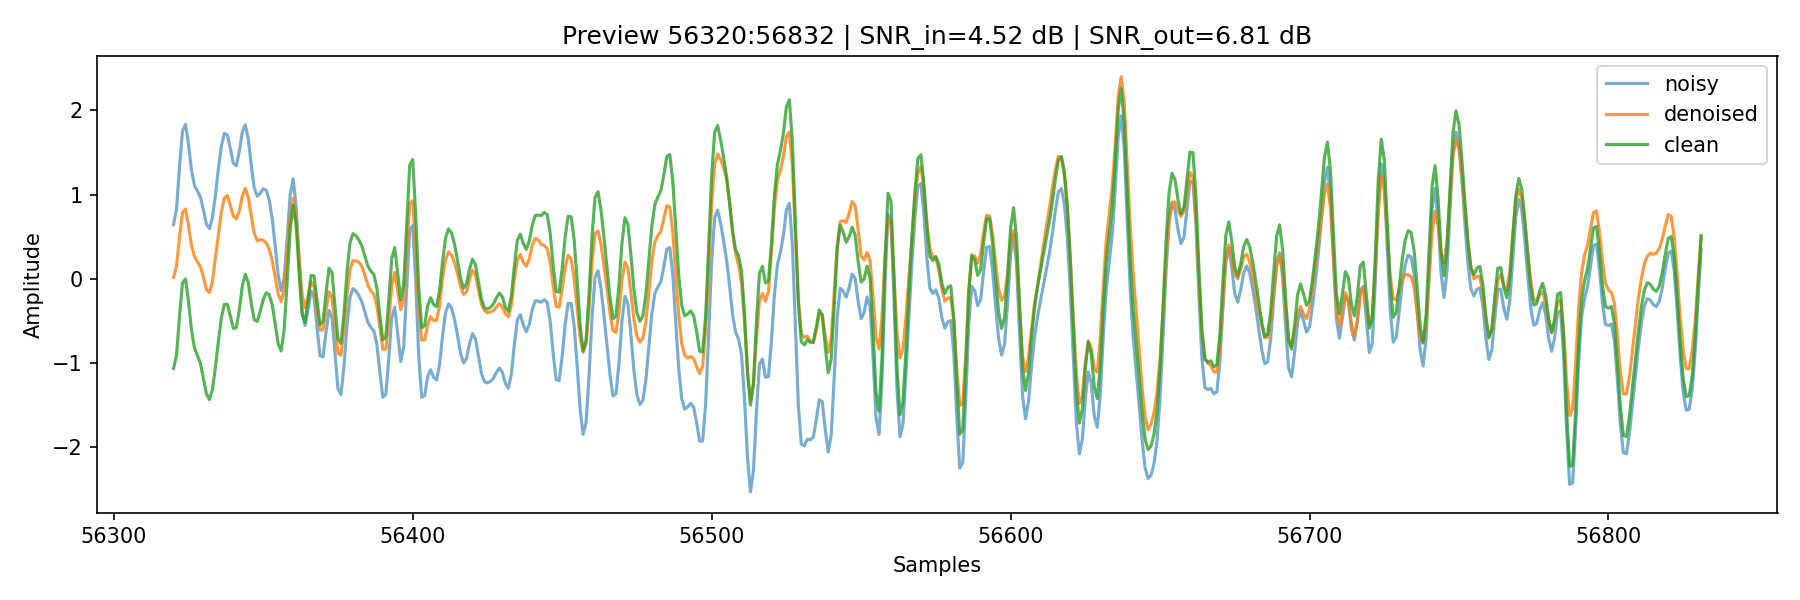 Preview 56320:56832 | SNR_in=4.52 dB | SNR_out=6.81 dB
noisy
denoised
clean
Amplitude
2
1
0
−1
−2
56300 56400 56500 56600 56700 56800
Samples